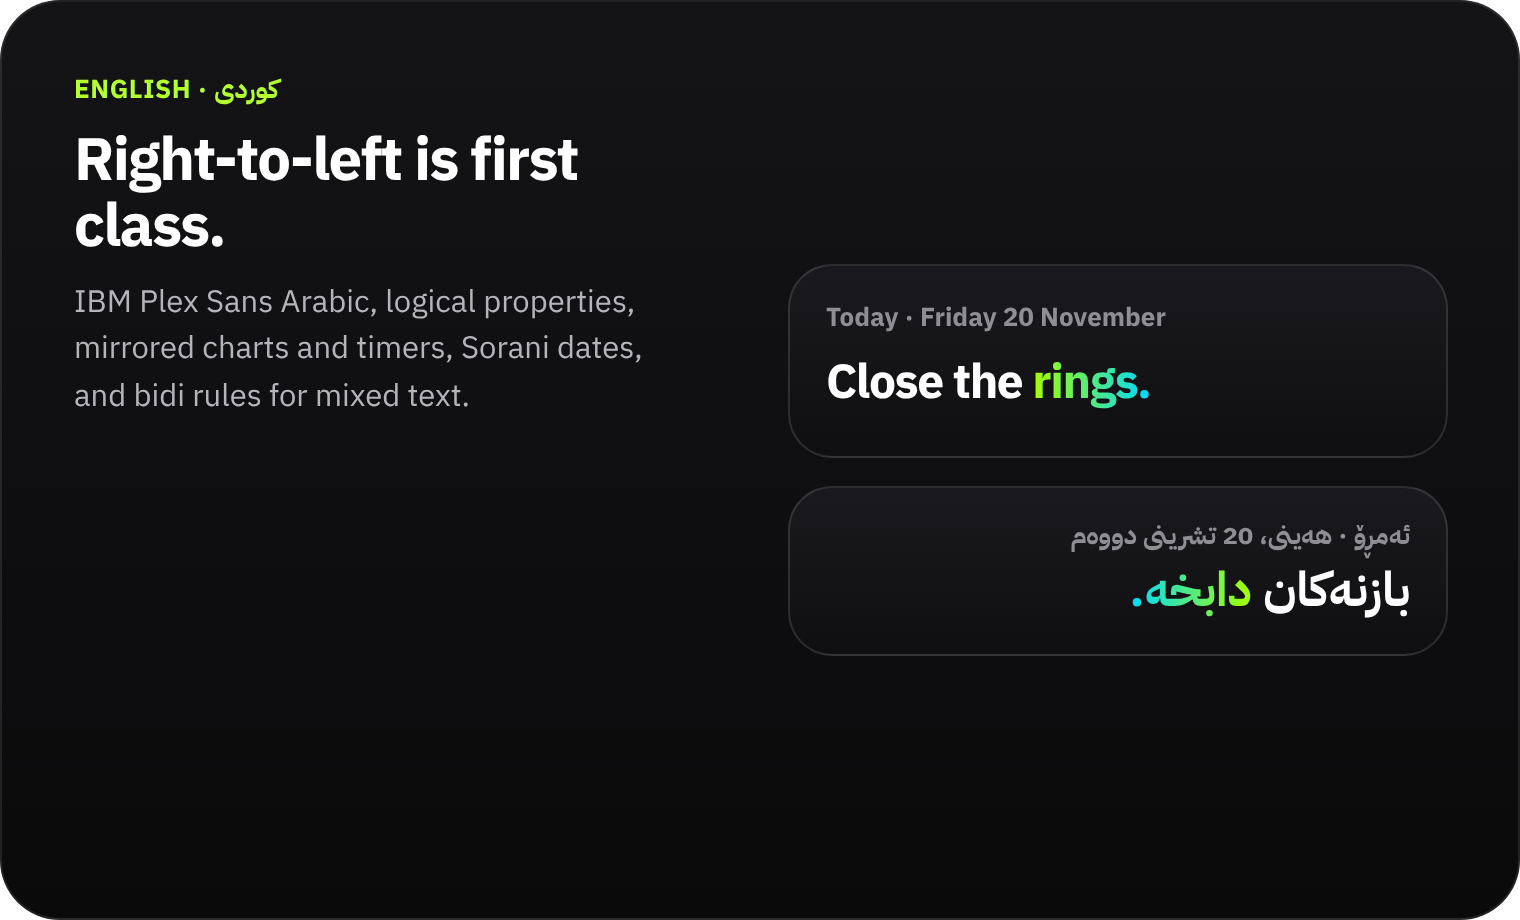 ENGLISH · کوردی
Right-to-left is first
class.
IBM Plex Sans Arabic, logical properties,
mirrored charts and timers, Sorani dates,
and bidi rules for mixed text.
Today · Friday 20 November
Close the rings.
ئەمڕۆ · هەینی، 20 تشرینی دووەم
بازنەکان دابخە.